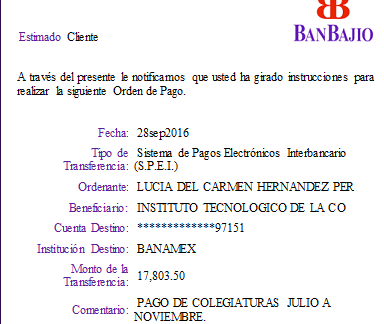 BANBAJIO
Estimado Cliente
A través del presente le notificamos que usted ha girado instrucciones para
realizar la siguiente Orden de Pago.
Fecha: 28sep2016
Tipo de Transferencia: Sistema de Pagos Electrónicos Interbancario
(S.P.E.I.)
Ordenante: LUCIA DEL CARMEN HERNANDEZ PER
Beneficiario: INSTITUTO TECNOLOGICO DE LA CO
Cuenta Destino: *************97151
Institución Destino: BANAMEX
Monto de la Transferencia: 17,803.50
Comentario: PAGO DE COLEGIATURAS JULIO A
NOVIEMBRE.